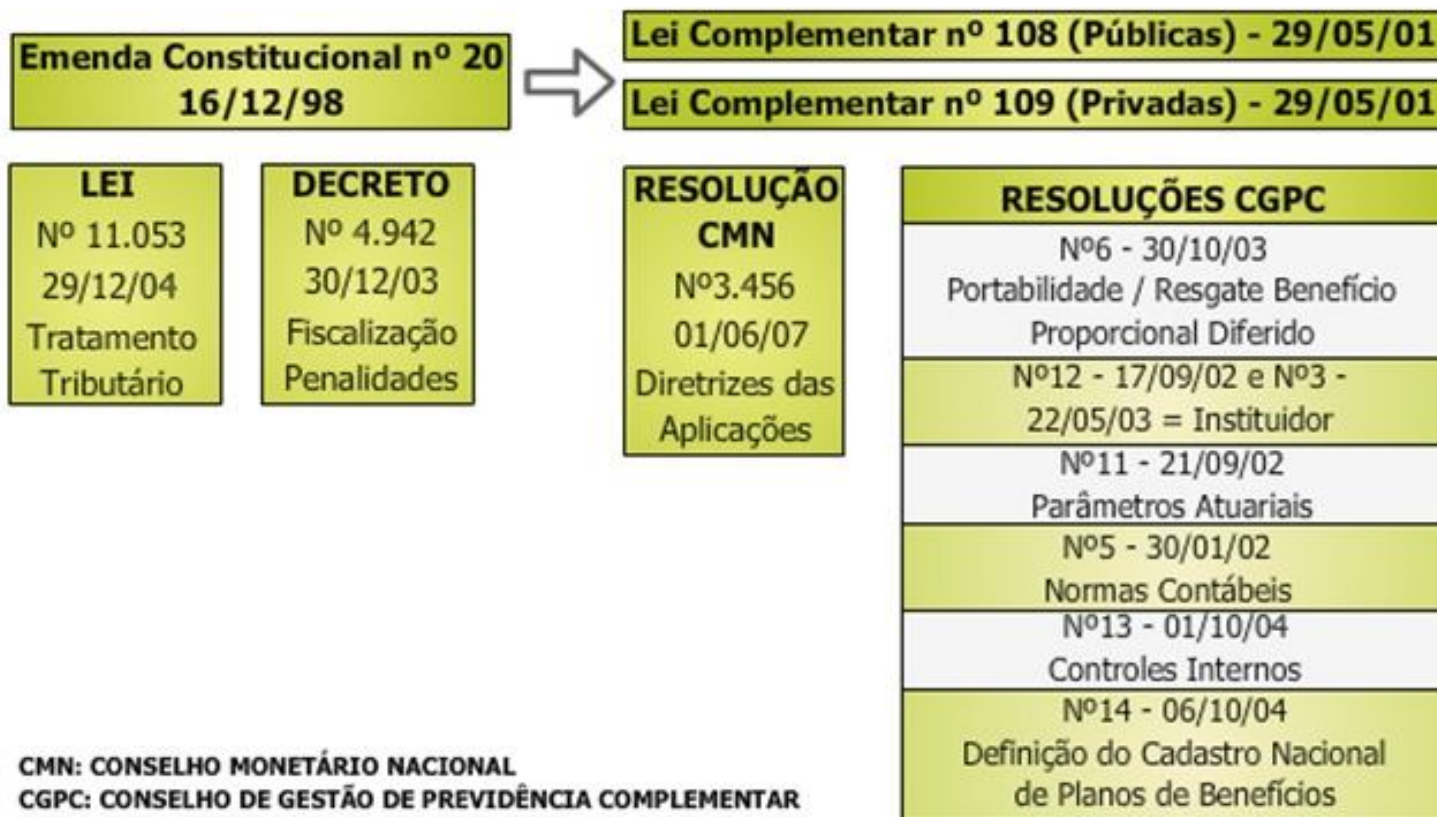 Emenda Constitucional nº 20
16/12/98
Lei Complementar nº 108 (Públicas) - 29/05/01
Lei Complementar nº 109 (Privadas) - 29/05/01
LEI
Nº 11.053
29/12/04
Tratamento
Tributário
DECRETO
Nº 4.942
30/12/03
Fiscalização
Penalidades
RESOLUÇÃO
CMN
Nº3.456
01/06/07
Diretrizes das
Aplicações
RESOLUÇÕES CGPC
Nº6 - 30/10/03
Portabilidade / Resgate Benefício
Proporcional Diferido
Nº12 - 17/09/02 e Nº3 -
22/05/03 = Instituidor
Nº11 - 21/09/02
Parâmetros Atuariais
Nº5 - 30/01/02
Normas Contábeis
Nº13 - 01/10/04
Controles Internos
Nº14 - 06/10/04
Definição do Cadastro Nacional
de Planos de Benefícios
CMN: CONSELHO MONETÁRIO NACIONAL
CGPC: CONSELHO DE GESTÃO DE PREVIDÊNCIA COMPLEMENTAR